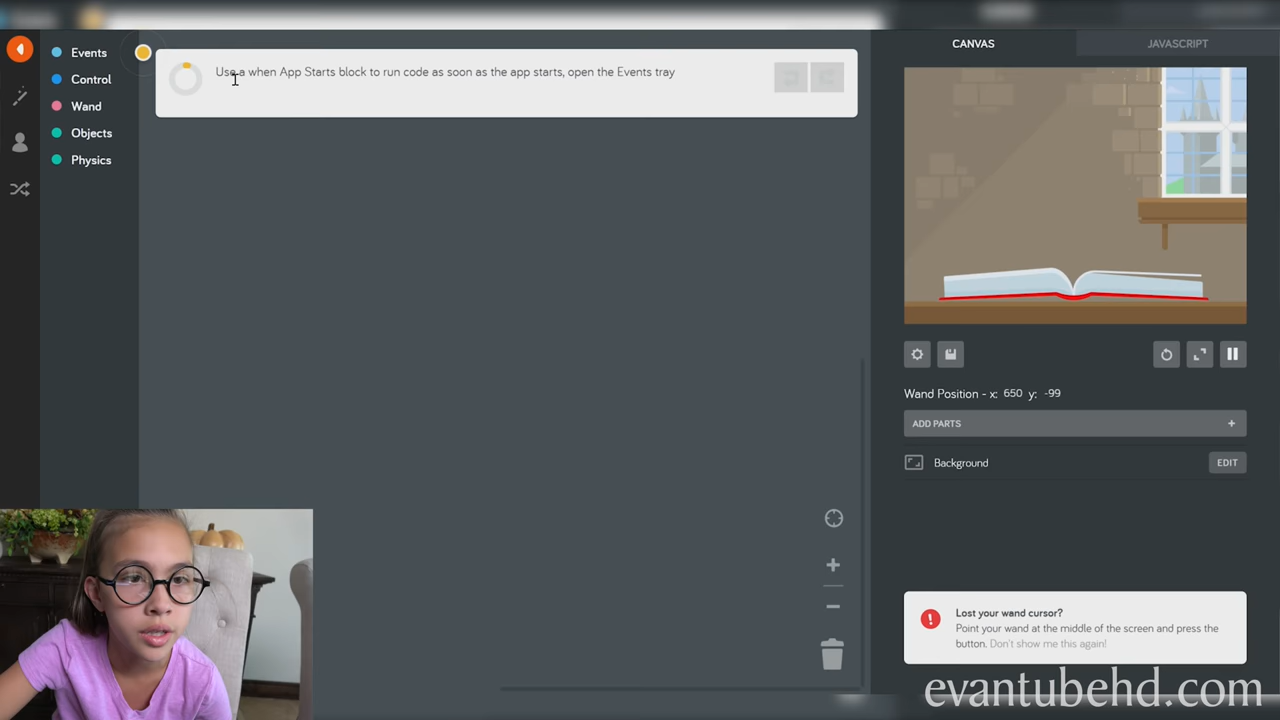 Events
Control
Wand
Objects
Physics
Use a when App Starts block to run code as soon as the app starts, open the Events tray
CANVAS
JAVASCRIPT
Wand Position - x: 650 y: -99
ADD PARTS +
Background
EDIT
Lost your wand cursor?
Point your wand at the middle of the screen and press the
button. Don't show me this again!
evantubehd.com